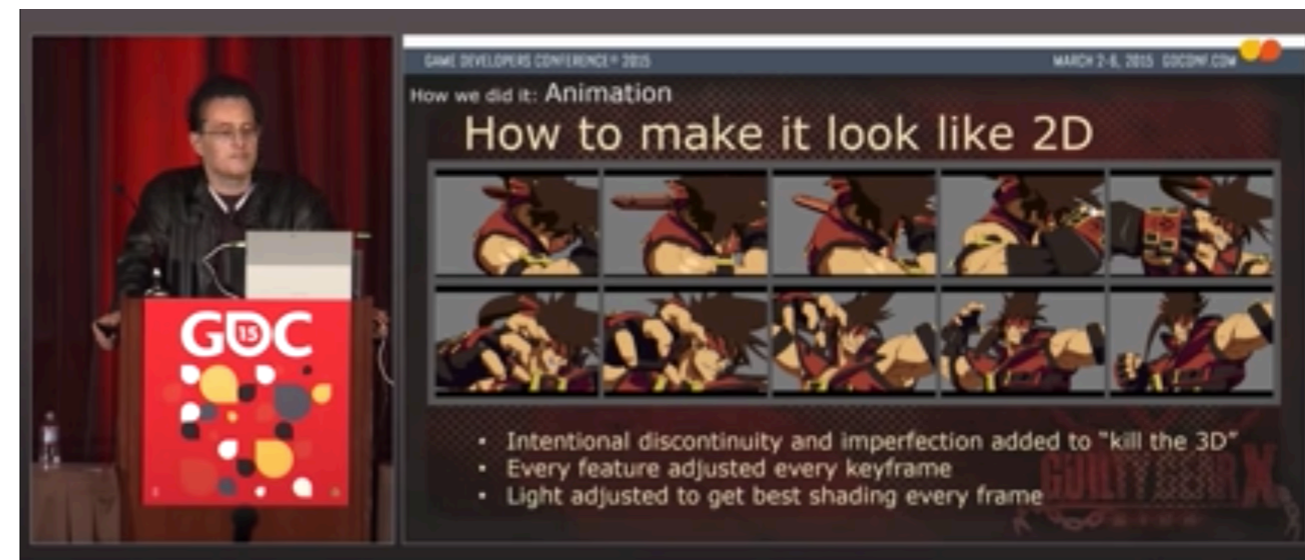 GAME DEVELOPERS CONFERENCE® 2015
MARCH 2-6, 2015 GDCONF.COM
How we did it: Animation
How to make it look like 2D
• Intentional discontinuity and imperfection added to “kill the 3D”
• Every feature adjusted every keyframe
• Light adjusted to get best shading every frame
GUILTY GEAR X
GDC
15